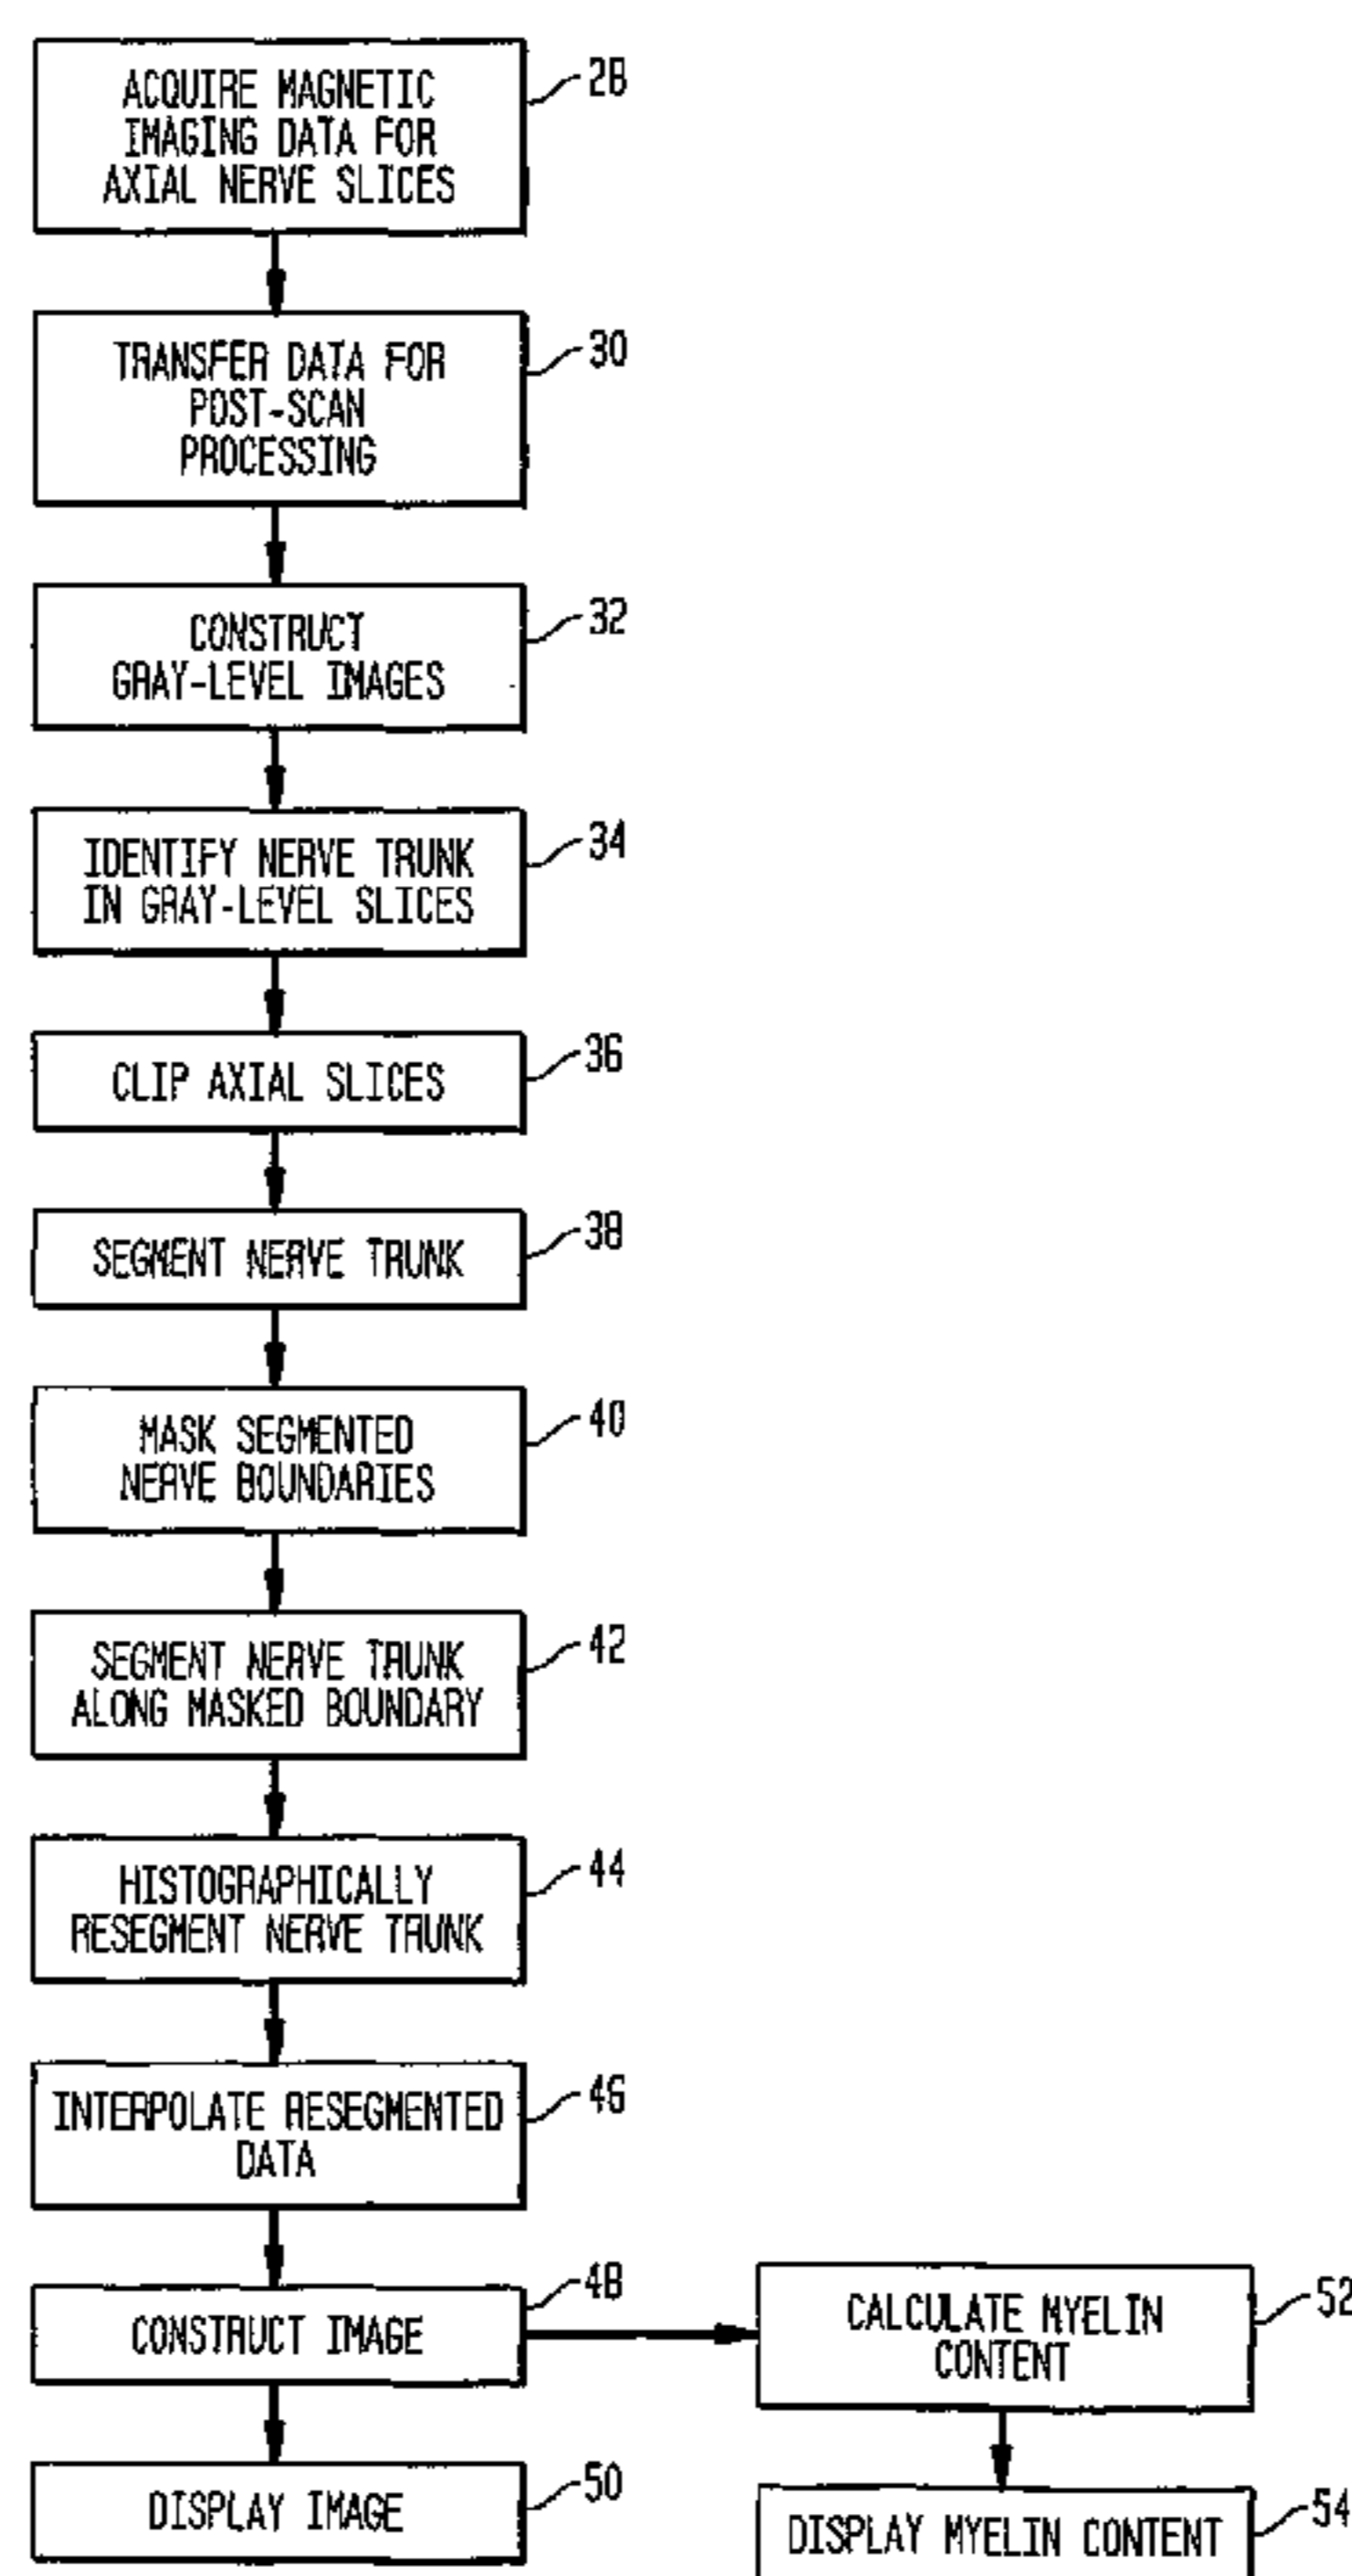 ACQUIRE MAGNETIC
IMAGING DATA FOR
AXIAL NERVE SLICES
28
TRANSFER DATA FOR
POST-SCAN
PROCESSING
30
CONSTRUCT
GRAY-LEVEL IMAGES
32
IDENTIFY NERVE TRUNK
IN GRAY-LEVEL SLICES
34
CLIP AXIAL SLICES
36
SEGMENT NERVE TRUNK
38
MASK SEGMENTED
NERVE BOUNDARIES
40
SEGMENT NERVE TRUNK
ALONG MASKED BOUNDARY
42
HISTOGRAPHICALLY
RESEGMENT NERVE TRUNK
44
INTERPOLATE RESEGMENTED
DATA
46
CONSTRUCT IMAGE
48
CALCULATE MYELIN
CONTENT
52
DISPLAY IMAGE
50
DISPLAY MYELIN CONTENT
54